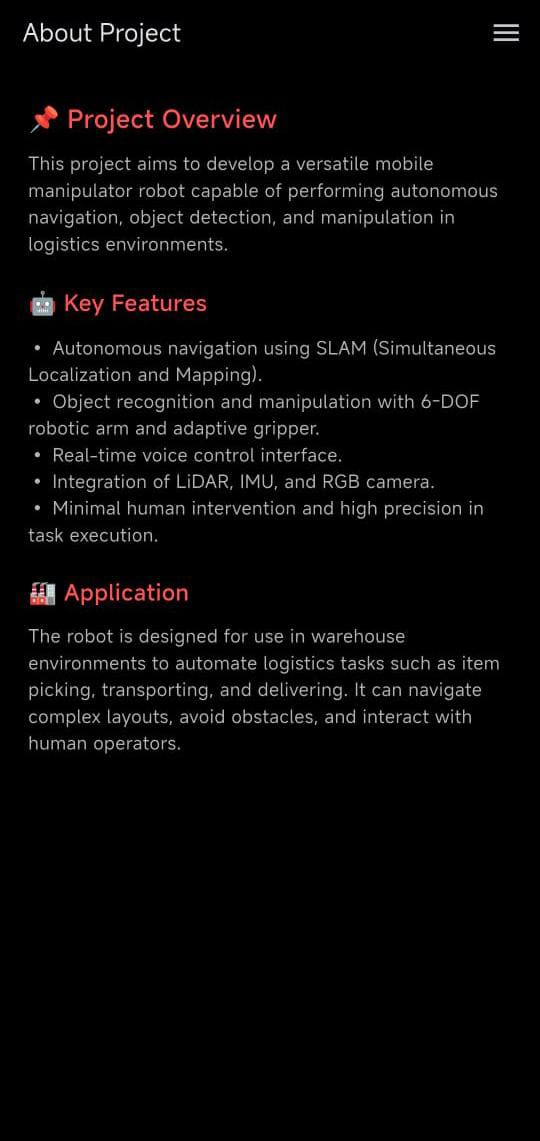 About Project
📌 Project Overview
This project aims to develop a versatile mobile
manipulator robot capable of performing autonomous
navigation, object detection, and manipulation in
logistics environments.
🤖 Key Features
• Autonomous navigation using SLAM (Simultaneous
Localization and Mapping).
• Object recognition and manipulation with 6-DOF
robotic arm and adaptive gripper.
• Real-time voice control interface.
• Integration of LiDAR, IMU, and RGB camera.
• Minimal human intervention and high precision in
task execution.
🏭 Application
The robot is designed for use in warehouse
environments to automate logistics tasks such as item
picking, transporting, and delivering. It can navigate
complex layouts, avoid obstacles, and interact with
human operators.